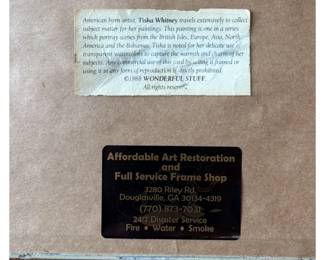 American born artist, Tisha Whitney travels extensively to collect
subject matter for her paintings. This painting is one in a series
which portray scenes from the British Isles, Europe, Asia, North
America and the Bahamas. Tisha is noted for her delicate use of
transparent watercolors to capture the warmth and charm of her
subjects. Any commercial use of this card by using it framed or
using it in any form of reproduction is strictly prohibited.
©1988 WONDERFUL STUFF
All rights reserv
Affordable Art Restoration
and
Full Service Frame Shop
3280 Riley Rd.
Douglasville, GA 30134-4319
(770) 873-7031
24/7 Disaster Service
Fire • Water • Smoke